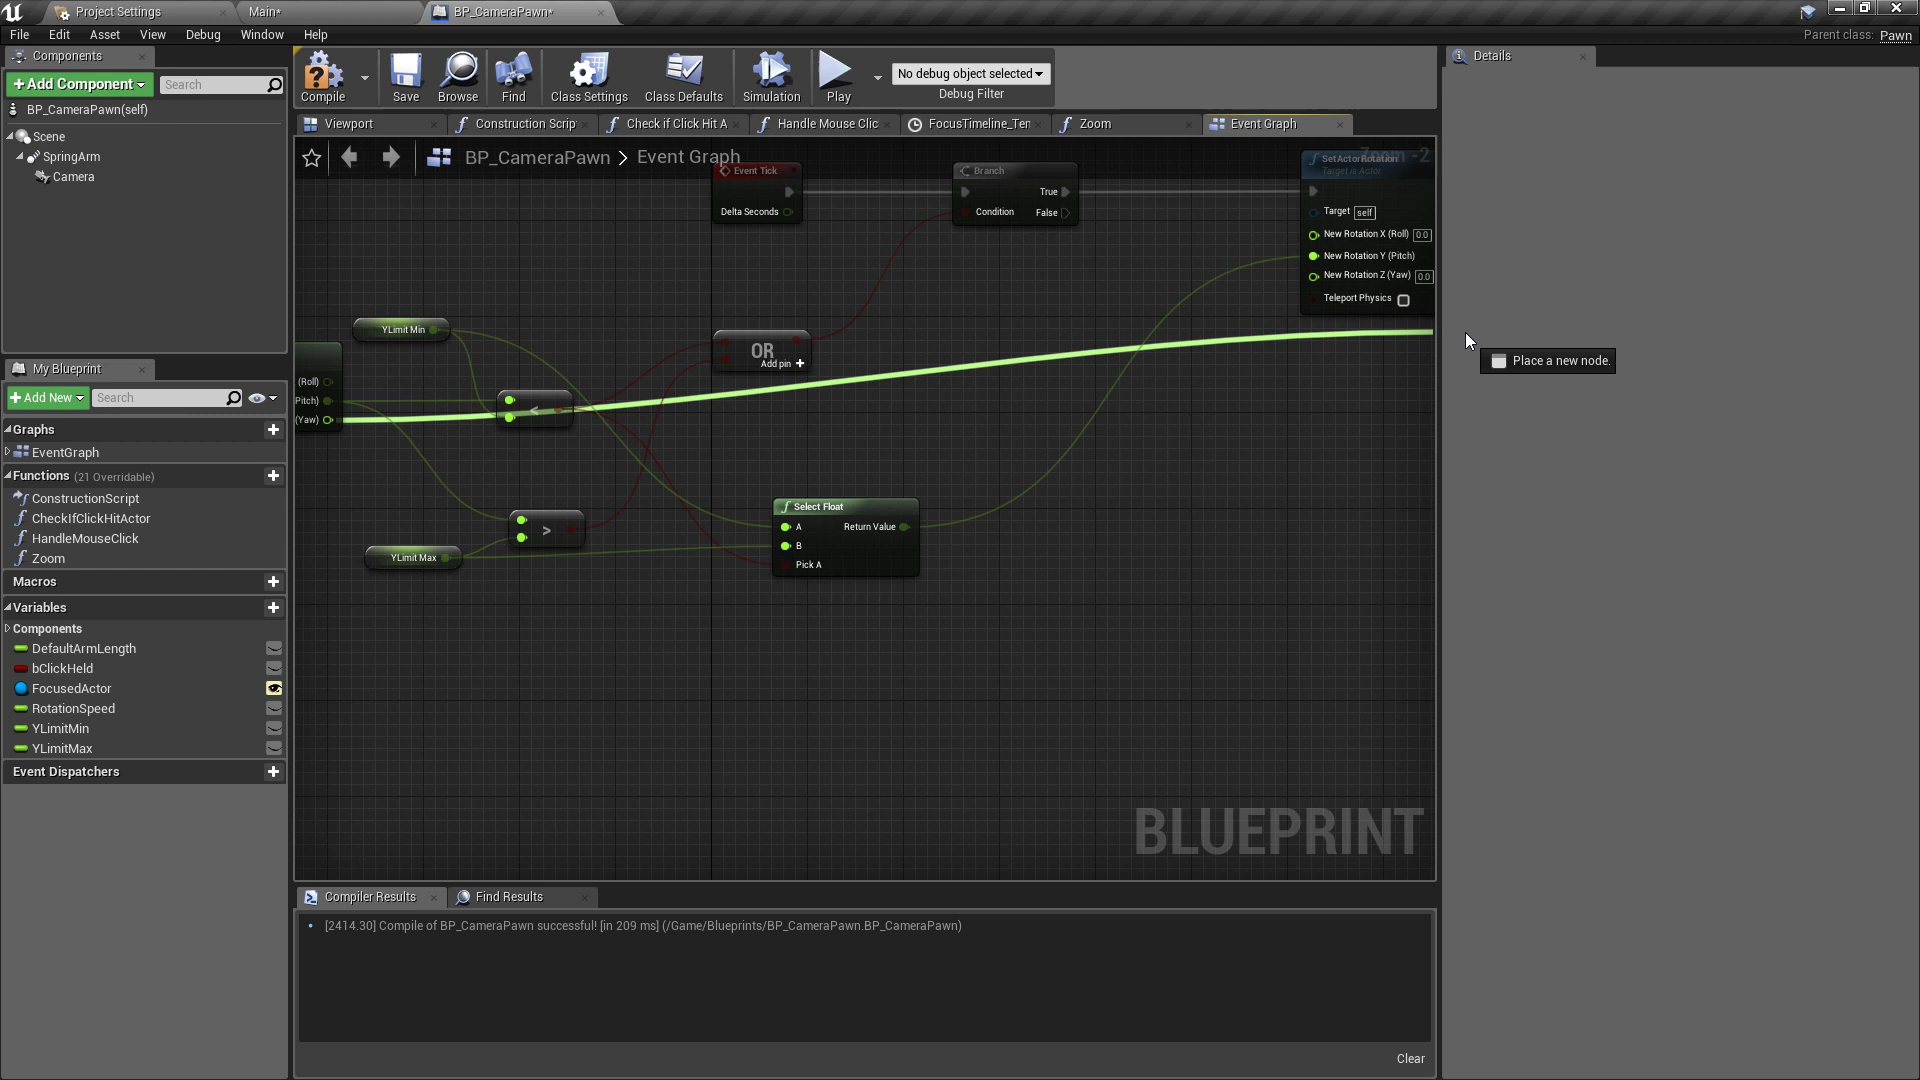 Project Settings
Main*
BP_CameraPawn*
File Edit Asset View Debug Window Help
Parent class: Pawn
Components
+Add Component
Search
BP_CameraPawn(self)
Scene
SpringArm
Camera
My Blueprint
+Add New
Search
Graphs
EventGraph
Functions (21 Overridable)
ConstructionScript
CheckIfClickHitActor
HandleMouseClick
Zoom
Macros
Variables
Components
DefaultArmLength
bClickHeld
FocusedActor
RotationSpeed
YLimitMin
YLimitMax
Event Dispatchers
Compile
Save
Browse
Find
Class Settings
Class Defaults
Simulation
Play
No debug object selected
Debug Filter
Viewport
Construction Scrip
Check if Click Hit A
Handle Mouse Clic
FocusTimeline_Ten
Zoom
Event Graph
BP_CameraPawn > Event Graph
Zoom -2
Event Tick
Delta Seconds
Branch
True
Condition
False
SetActorRotation
Target is Actor
Target self
New Rotation X (Roll) 0.0
New Rotation Y (Pitch)
New Rotation Z (Yaw) 0.0
Teleport Physics
YLimit Min
(Roll)
Pitch)
(Yaw)
<
OR
Add pin +
>
YLimit Max
Select Float
A
Return Value
B
Pick A
BLUEPRINT
Compiler Results
Find Results
[2414.30] Compile of BP_CameraPawn successful! [in 209 ms] (/Game/Blueprints/BP_CameraPawn.BP_CameraPawn)
Clear
Details
Place a new node.